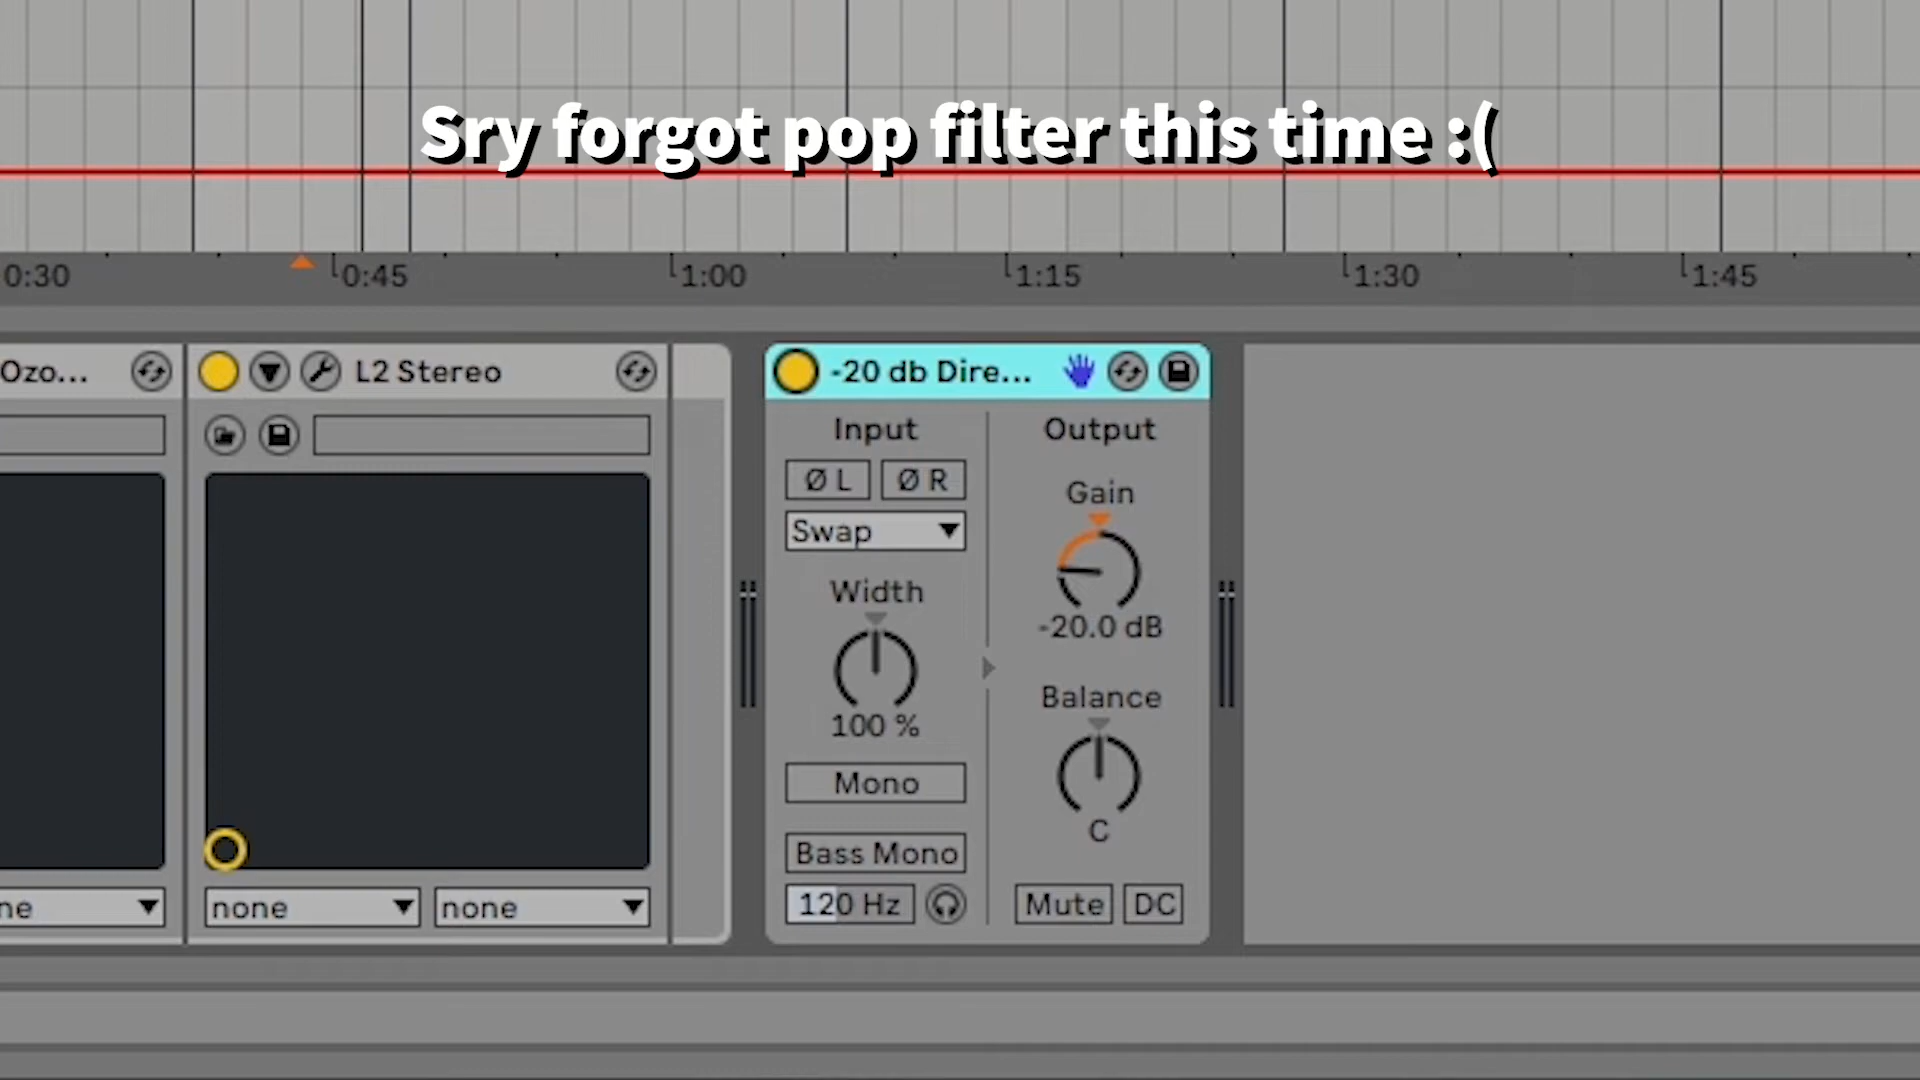 Sry forgot pop filter this time :(
0:30 0:45 1:00 1:15 1:30 1:45
Ozo... L2 Stereo -20 db Dire...
Input Output
Ø L Ø R
Gain
Swap
Width
-20.0 dB
Balance
100 %
Mono
C
Bass Mono
ne none none 120 Hz Mute DC